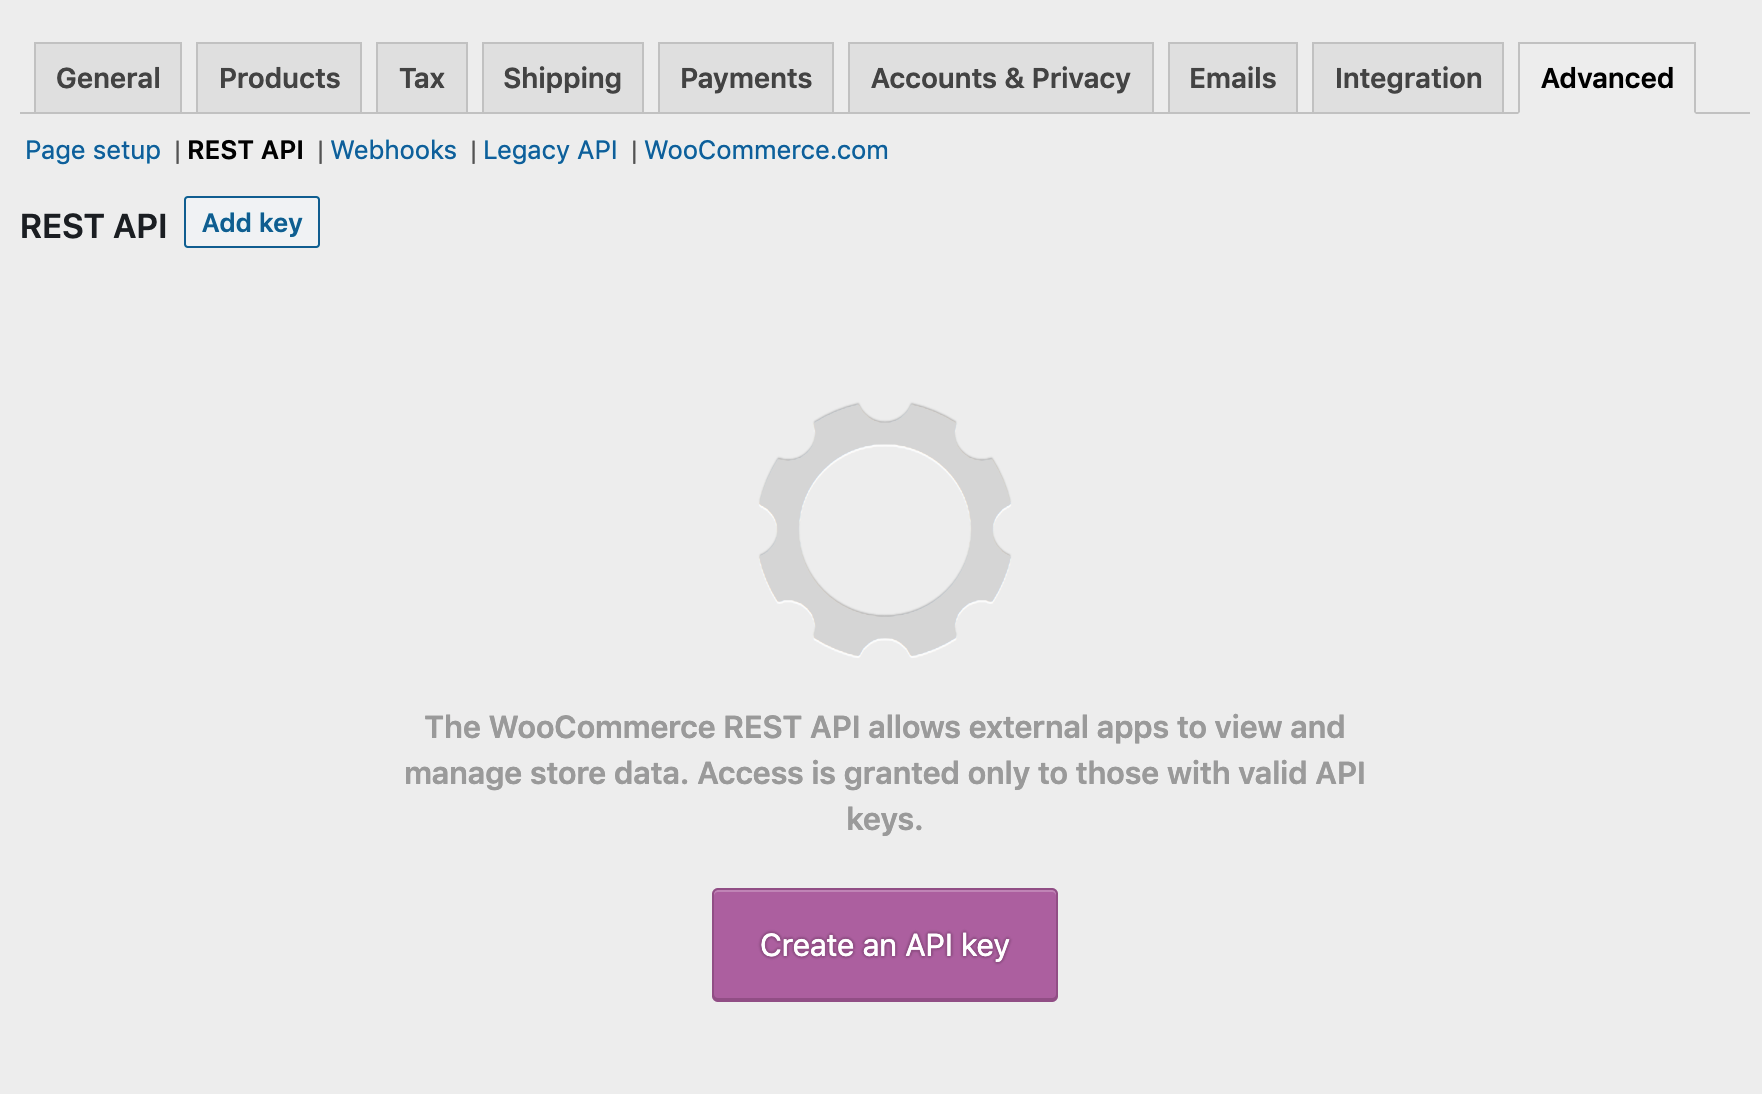 General Products Tax Shipping Payments Accounts & Privacy Emails Integration Advanced
Page setup | REST API | Webhooks | Legacy API | WooCommerce.com
REST API Add key
The WooCommerce REST API allows external apps to view and
manage store data. Access is granted only to those with valid API
keys.
Create an API key